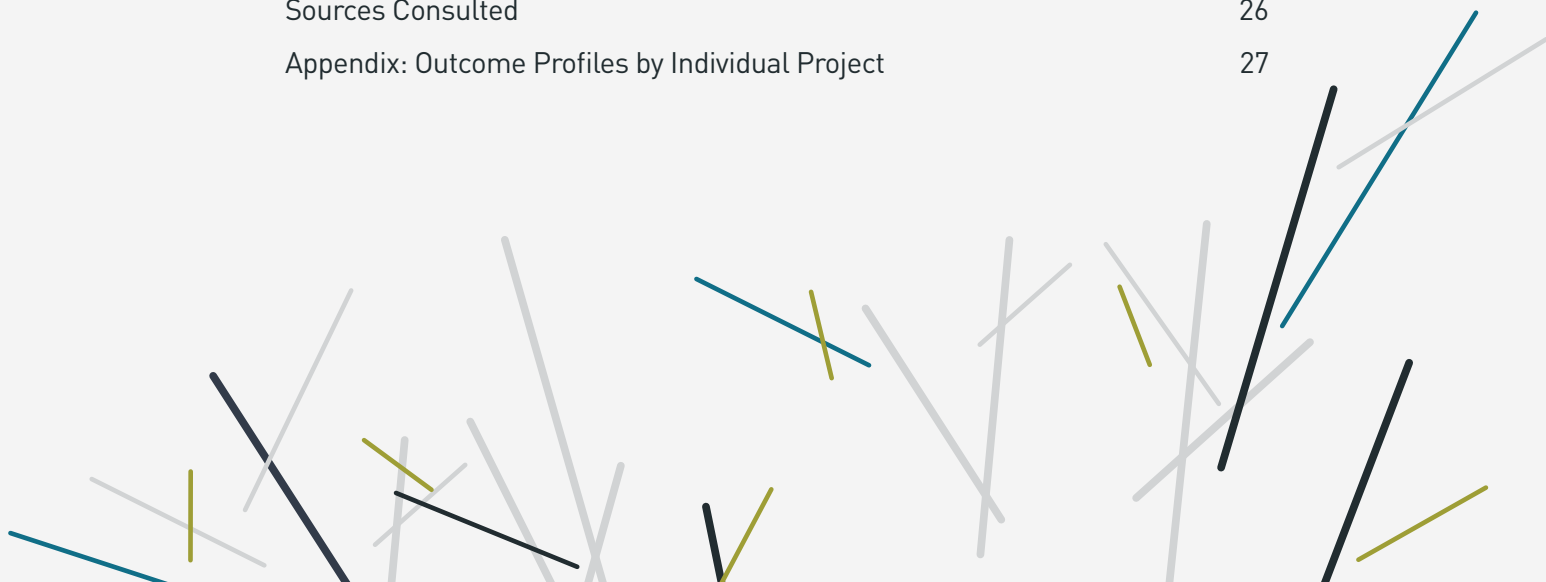 Sources Consulted 26
Appendix: Outcome Profiles by Individual Project 27